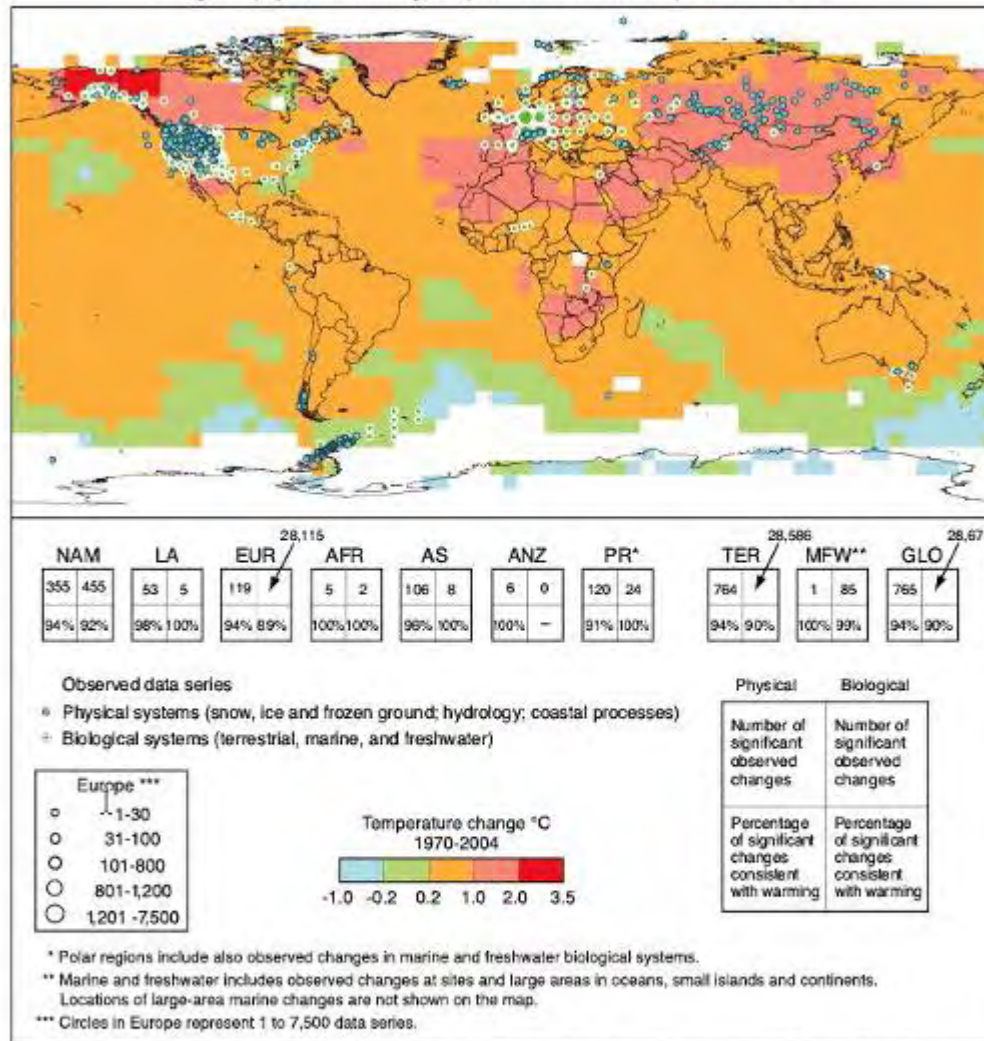 28,115
28,586
28,67
NAM LA EUR AFR AS ANZ PR* TER MFW** GLO
355 455 53 5 119 5 2 106 8 6 0 120 24 764 1 85 765
94% 92% 98% 100% 94% 89% 100% 100% 96% 100% 100% – 91% 100% 94% 90% 100% 99% 94% 90%
Observed data series
Physical systems (snow, ice and frozen ground; hydrology; coastal processes)
Biological systems (terrestrial, marine, and freshwater)
Europe ***
1-30
31-100
101-800
801-1,200
1,201 -7,500
Temperature change °C
1970-2004
-1.0 -0.2 0.2 1.0 2.0 3.5
Physical Biological
Number of
significant
observed
changes
Number of
significant
observed
changes
Percentage
of significant
changes
consistent
with warming
Percentage
of significant
changes
consistent
with warming
* Polar regions include also observed changes in marine and freshwater biological systems.
** Marine and freshwater includes observed changes at sites and large areas in oceans, small islands and continents.
Locations of large-area marine changes are not shown on the map.
*** Circles in Europe represent 1 to 7,500 data series.